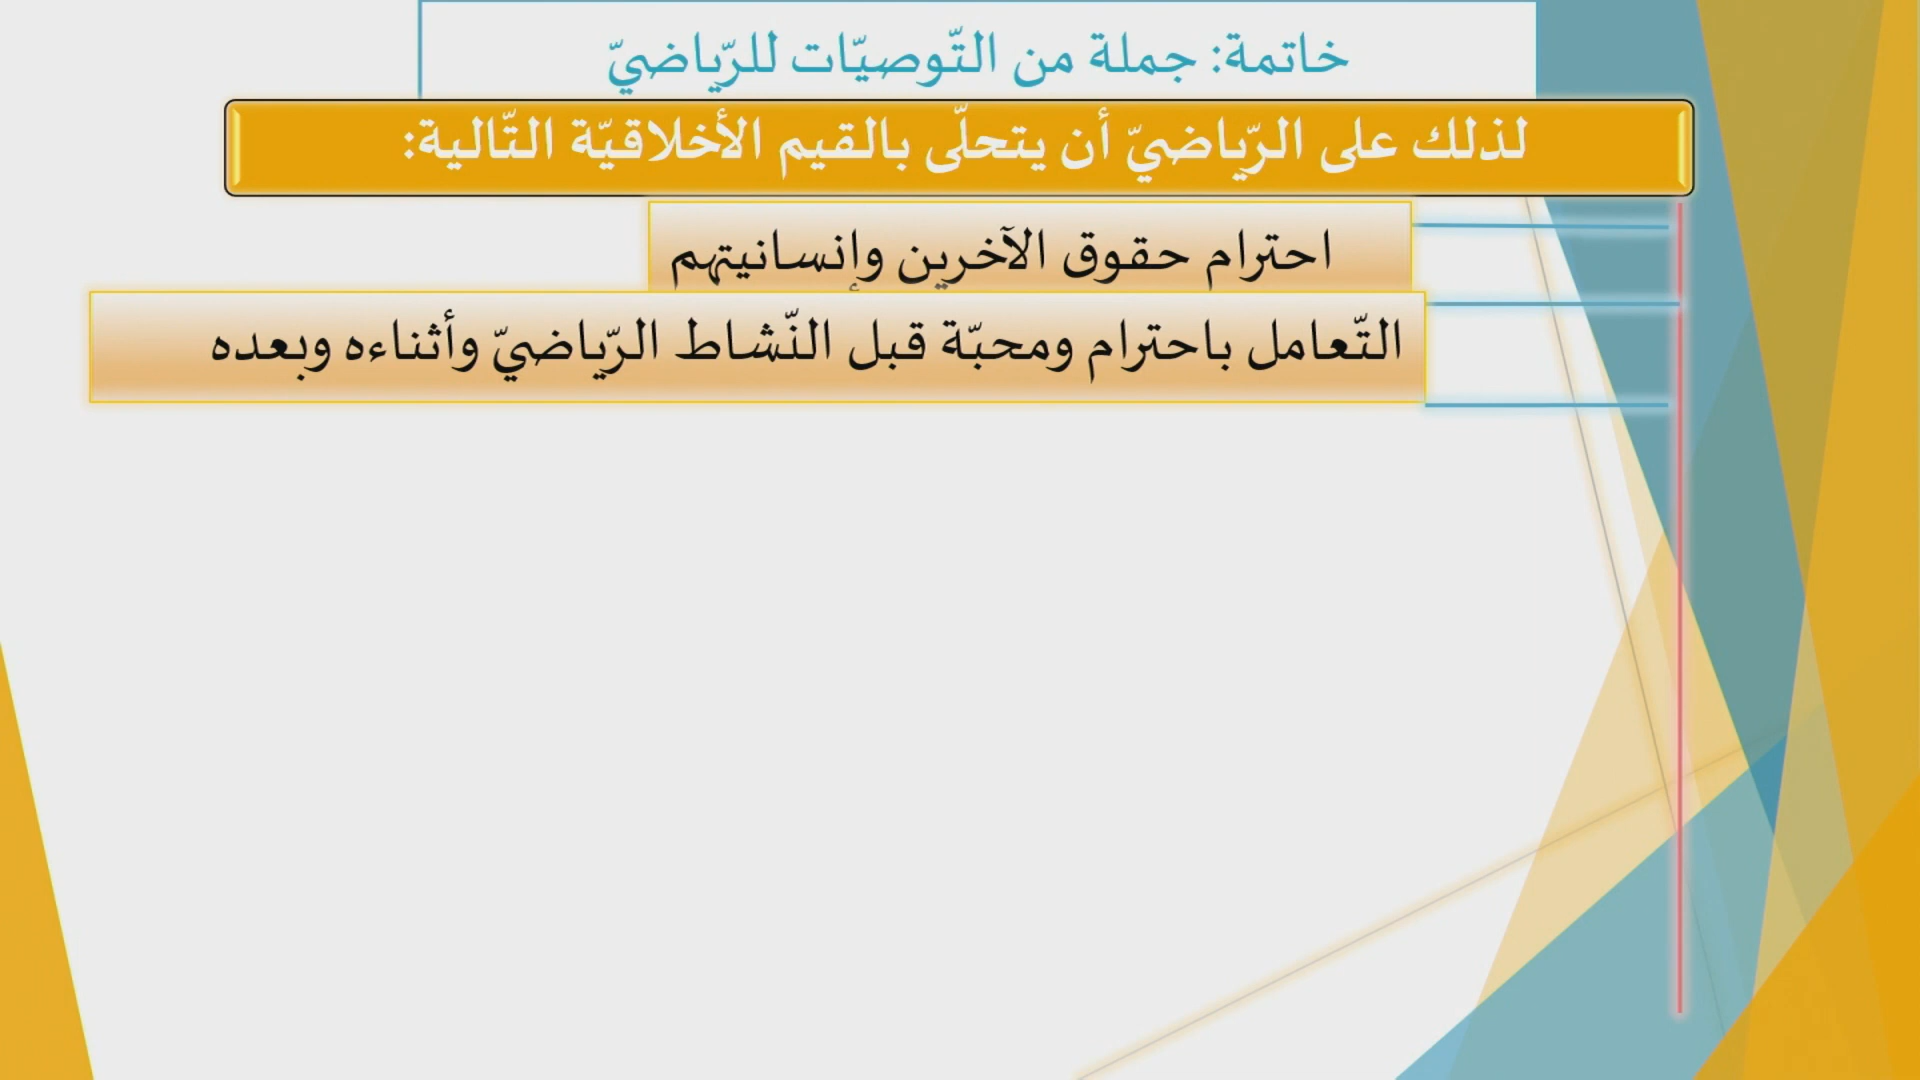 خاتمة: جملة من التّوصيّات للرّياضيّ
لذلك على الرّياضيّ أن يتحلّى بالقيم الأخلاقيّة التّالية:
احترام حقوق الآخرين وإنسانيتهم
التّعامل باحترام ومحبّة قبل النّشاط الرّياضيّ وأثناءه وبعده